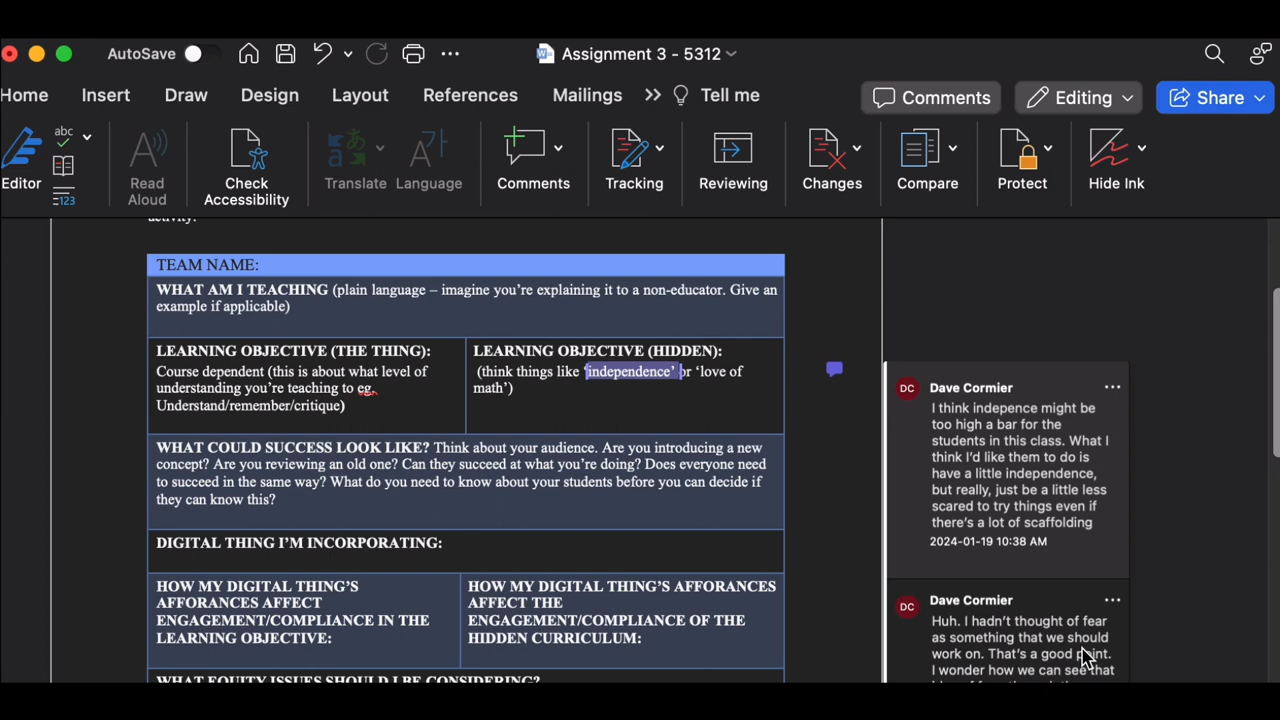 AutoSave
Assignment 3 - 5312
Home Insert Draw Design Layout References Mailings Tell me Comments Editing Share
abc
123
Editor Read Aloud Check Accessibility Translate Language Comments Tracking Reviewing Changes Compare Protect Hide Ink
activity.
TEAM NAME:
WHAT AM I TEACHING (plain language – imagine you’re explaining it to a non-educator. Give an
example if applicable)
LEARNING OBJECTIVE (THE THING):
Course dependent (this is about what level of
understanding you’re teaching to eg.
Understand/remember/critique)
LEARNING OBJECTIVE (HIDDEN):
(think things like ‘independence’ or ‘love of
math’)
WHAT COULD SUCCESS LOOK LIKE? Think about your audience. Are you introducing a new
concept? Are you reviewing an old one? Can they succeed at what you’re doing? Does everyone need
to succeed in the same way? What do you need to know about your students before you can decide if
they can know this?
DIGITAL THING I’M INCORPORATING:
HOW MY DIGITAL THING’S
AFFORANCES AFFECT
ENGAGEMENT/COMPLIANCE IN THE
LEARNING OBJECTIVE:
HOW MY DIGITAL THING’S AFFORANCES
AFFECT THE
ENGAGEMENT/COMPLIANCE OF THE
HIDDEN CURRICULUM:
WHAT EQUITY ISSUES SHOULD I BE CONSIDERING?
DC
Dave Cormier
I think indepence might be
too high a bar for the
students in this class. What I
think I’d like them to do is
have a little independence,
but really, just be a little less
scared to try things even if
there’s a lot of scaffolding
2024-01-19 10:38 AM
DC
Dave Cormier
Huh. I hadn’t thought of fear
as something that we should
work on. That’s a good point.
I wonder how we can see that